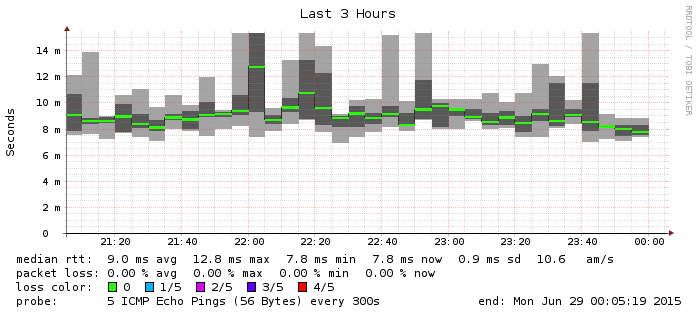 Last 3 Hours
RRDTOOL / TOBI OETIKER
Seconds
14 m
12 m
10 m
8 m
6 m
4 m
2 m
0
21:20 21:40 22:00 22:20 22:40 23:00 23:20 23:40 00:00
median rtt: 9.0 ms avg 12.8 ms max 7.8 ms min 7.8 ms now 0.9 ms sd 10.6 am/s
packet loss: 0.00 % avg 0.00 % max 0.00 % min 0.00 % now
loss color: 0 1/5 2/5 3/5 4/5
probe: 5 ICMP Echo Pings (56 Bytes) every 300s end: Mon Jun 29 00:05:19 2015